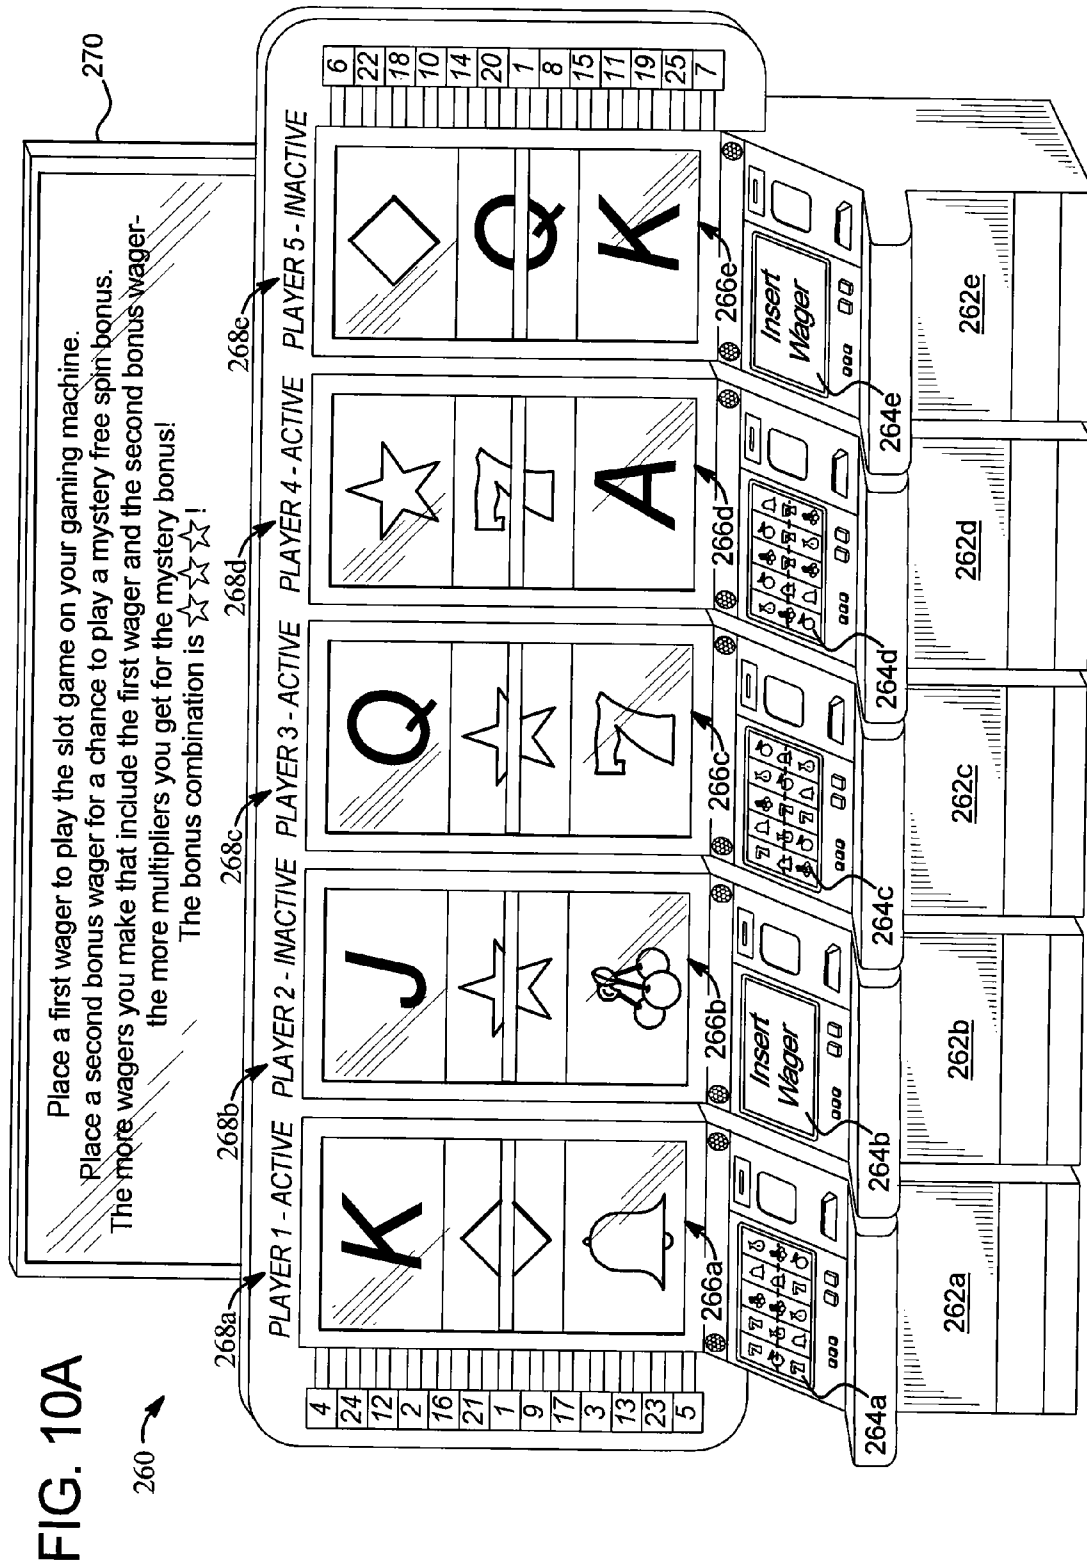 FIG. 10A
260
270
Place a first wager to play the slot game on your gaming machine.
Place a second bonus wager for a chance to play a mystery free spin bonus.
The more wagers you make that include the first wager and the second bonus wager-
the more multipliers you get for the mystery bonus!
The bonus combination is ☆☆☆☆!
268a
268b
268c
268d
268e
PLAYER 1 - ACTIVE
PLAYER 2 - INACTIVE
PLAYER 3 - ACTIVE
PLAYER 4 - ACTIVE
PLAYER 5 - INACTIVE
4
24
12
2
16
21
1
9
17
3
13
23
5
K
J
Q
7
7
A
Q
K
6
22
18
10
14
20
1
8
15
11
19
25
7
266a
266b
266c
266d
266e
Insert
Wager
Insert
Wager
264a
264b
264c
264d
264e
262a
262b
262c
262d
262e